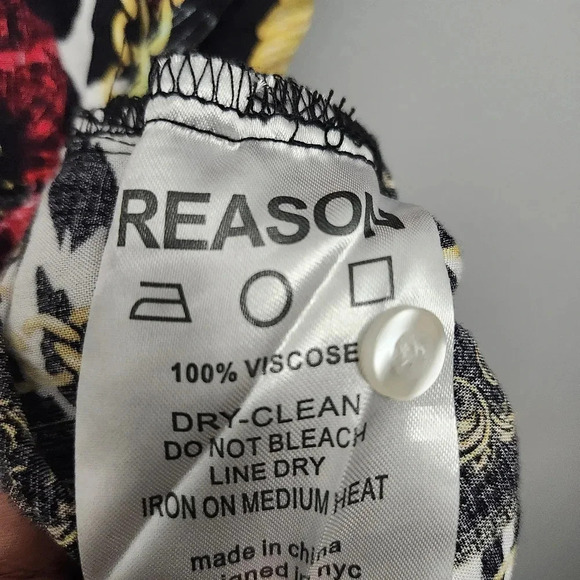 REASON
100% VISCOSE
DRY-CLEAN
DO NOT BLEACH
LINE DRY
IRON ON MEDIUM HEAT
made in china
igned in nyc